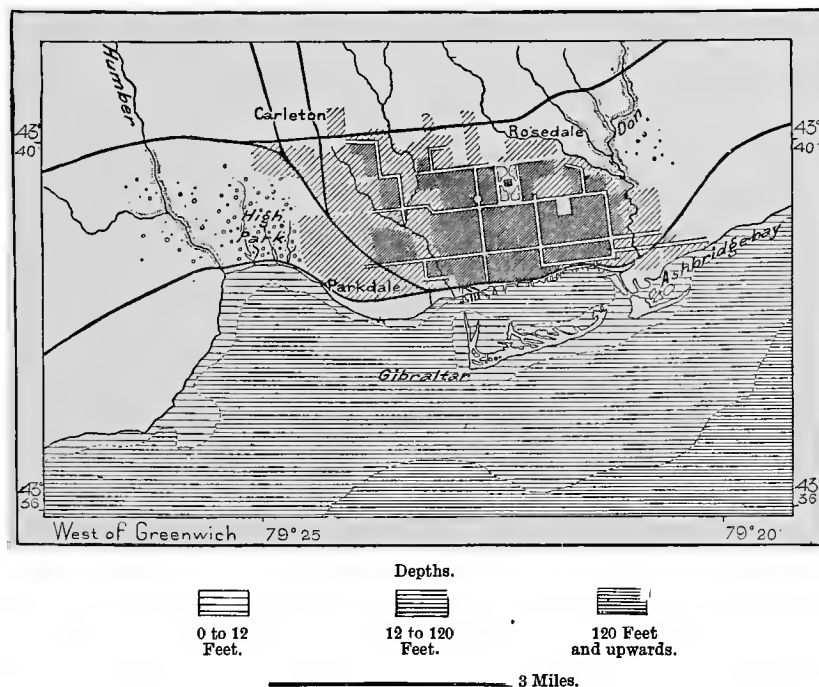 Humber
Carleton
Rosedale
Don
43°
40'
43°
40'
High
Park
Parkdale
Ashbridgebay
Gibraltar
43°
36'
43
36
West of Greenwich 79°25 79°20
Depths.
0 to 12
Feet.
12 to 120
Feet.
120 Feet
and upwards.
3 Miles.